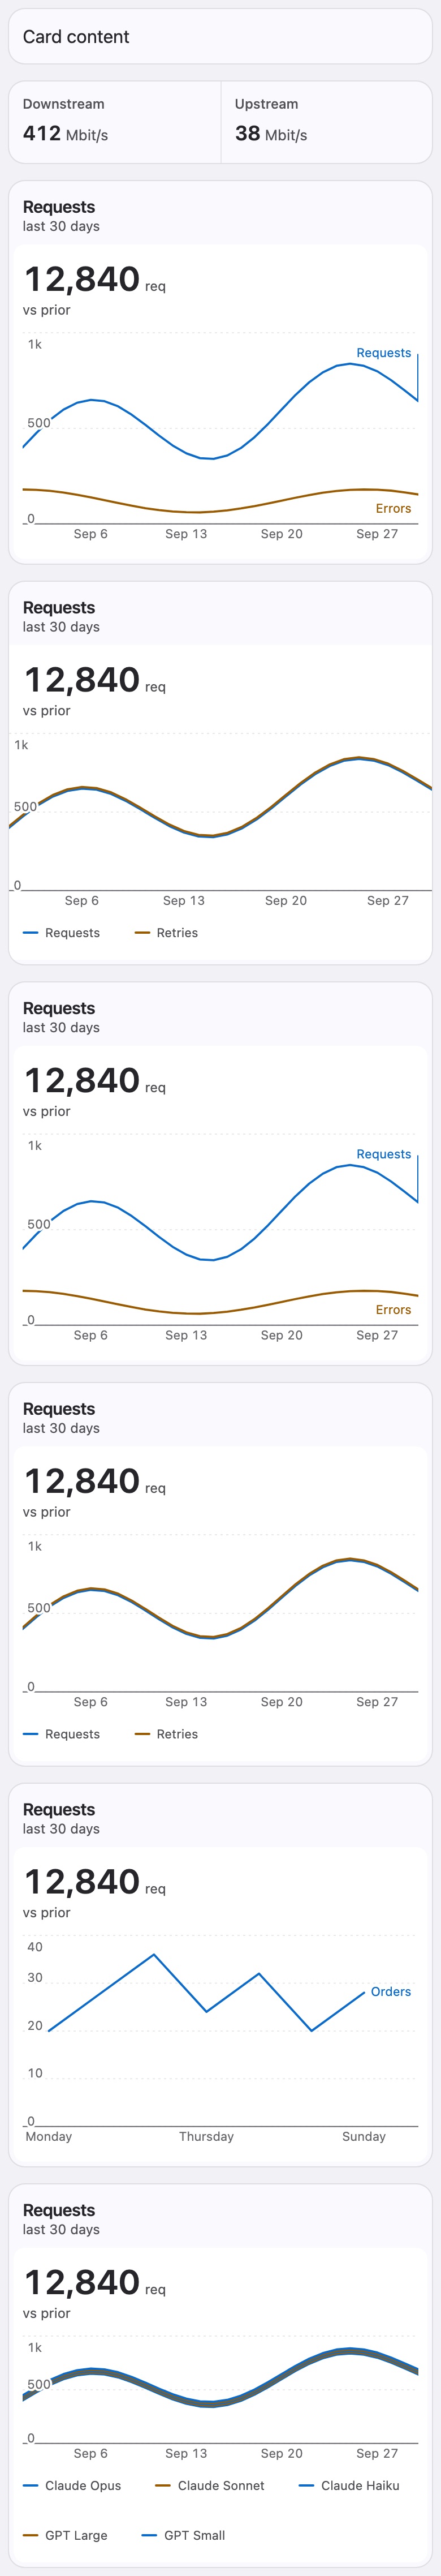 Card content
Downstream
412 Mbit/s
Upstream
38 Mbit/s
Requests
last 30 days
12,840 req
vs prior
1k
Requests
500
Errors
0
Sep 6 Sep 13 Sep 20 Sep 27
Requests
last 30 days
12,840 req
vs prior
1k
500
0
Sep 6 Sep 13 Sep 20 Sep 27
Requests Retries
Requests
last 30 days
12,840 req
vs prior
1k
Requests
500
Errors
0
Sep 6 Sep 13 Sep 20 Sep 27
Requests
last 30 days
12,840 req
vs prior
1k
500
0
Sep 6 Sep 13 Sep 20 Sep 27
Requests Retries
Requests
last 30 days
12,840 req
vs prior
40
30
Orders
20
10
0
Monday Thursday Sunday
Requests
last 30 days
12,840 req
vs prior
1k
500
0
Sep 6 Sep 13 Sep 20 Sep 27
Claude Opus Claude Sonnet Claude Haiku
GPT Large GPT Small